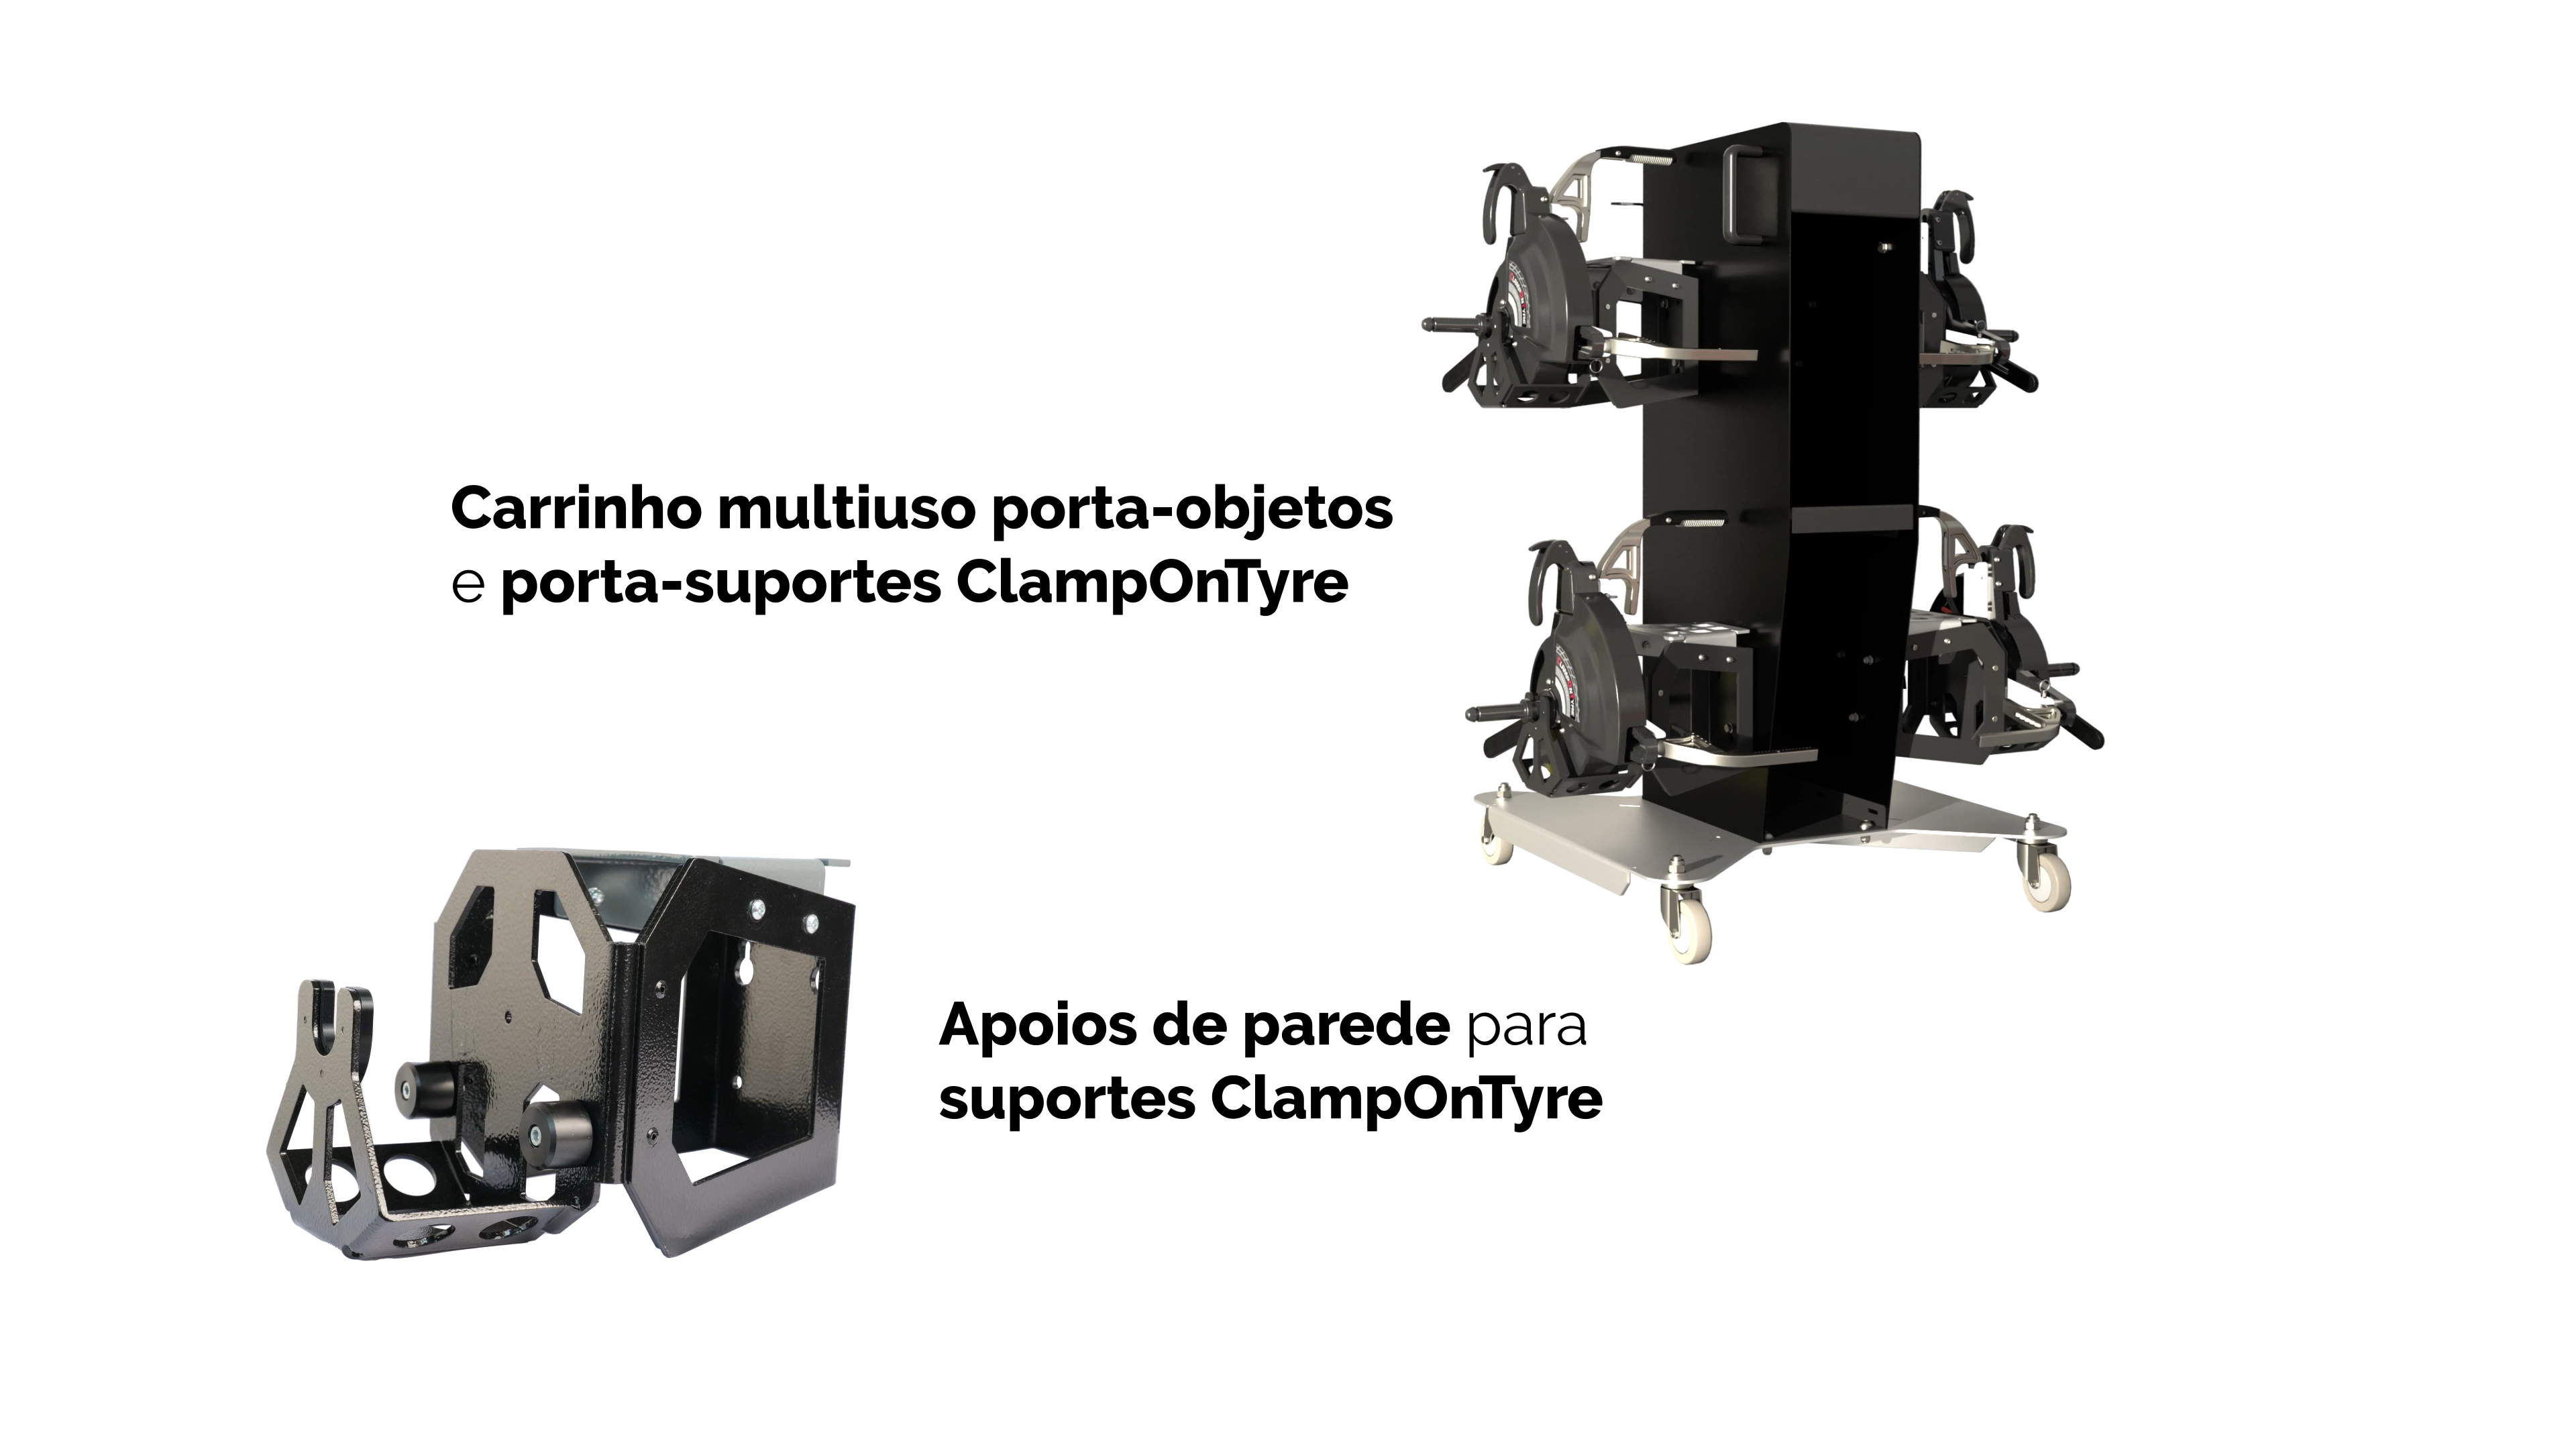 Carrinho multiuso porta-objetos
e porta-suportes ClampOnTyre
Apoios de parede para
suportes ClampOnTyre